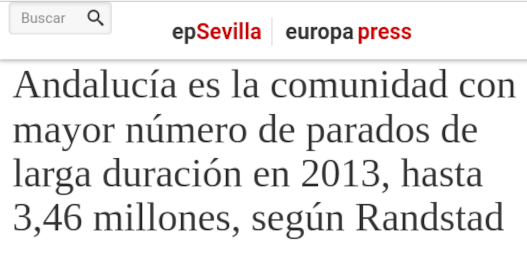 Buscar
epSevilla europa press
Andalucía es la comunidad con
mayor número de parados de
larga duración en 2013, hasta
3,46 millones, según Randstad